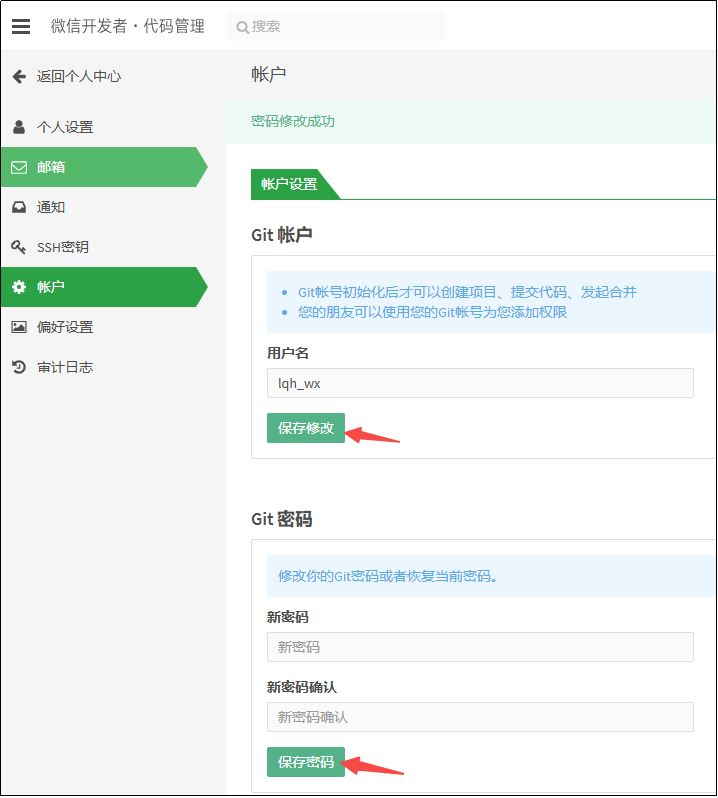 微信开发者·代码管理
搜索
返回个人中心
个人设置
邮箱
通知
SSH密钥
帐户
偏好设置
审计日志
帐户
密码修改成功
帐户设置
Git 帐户
Git帐号初始化后才可以创建项目、提交代码、发起合并
您的朋友可以使用您的Git帐号为您添加权限
用户名
lqh_wx
保存修改
Git 密码
修改你的Git密码或者恢复当前密码。
新密码
新密码
新密码确认
新密码确认
保存密码